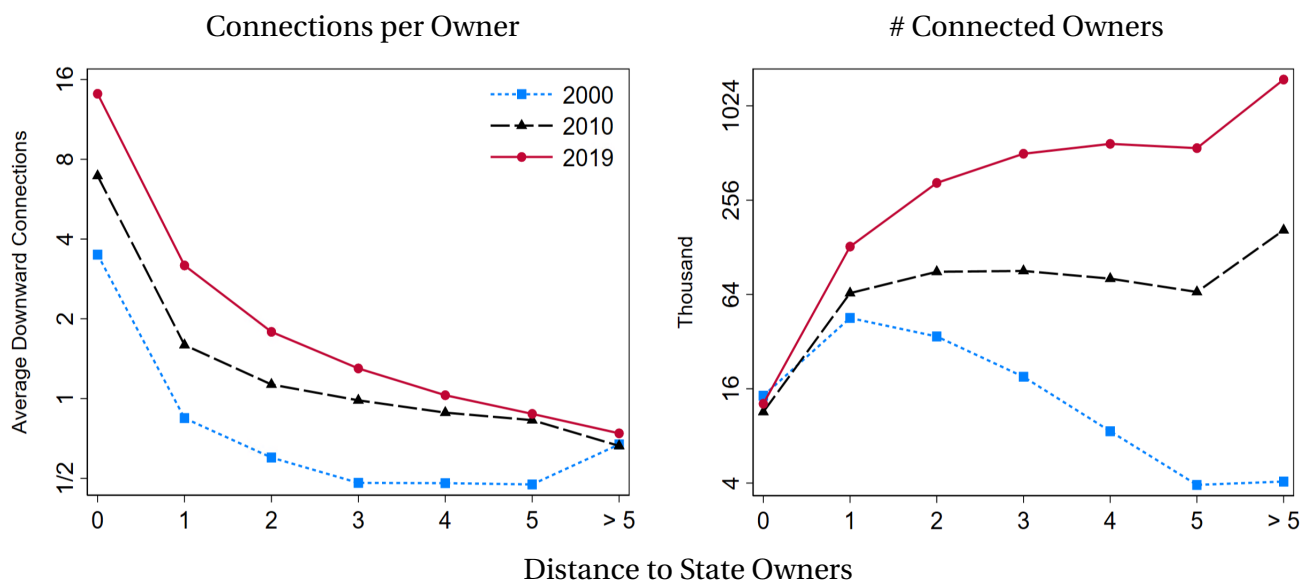 Connections per Owner
Average Downward Connections
16
8
4
2
1
1/2
0 1 2 3 4 5 > 5
2000
2010
2019
# Connected Owners
Thousand
1024
256
64
16
4
0 1 2 3 4 5 > 5
Distance to State Owners